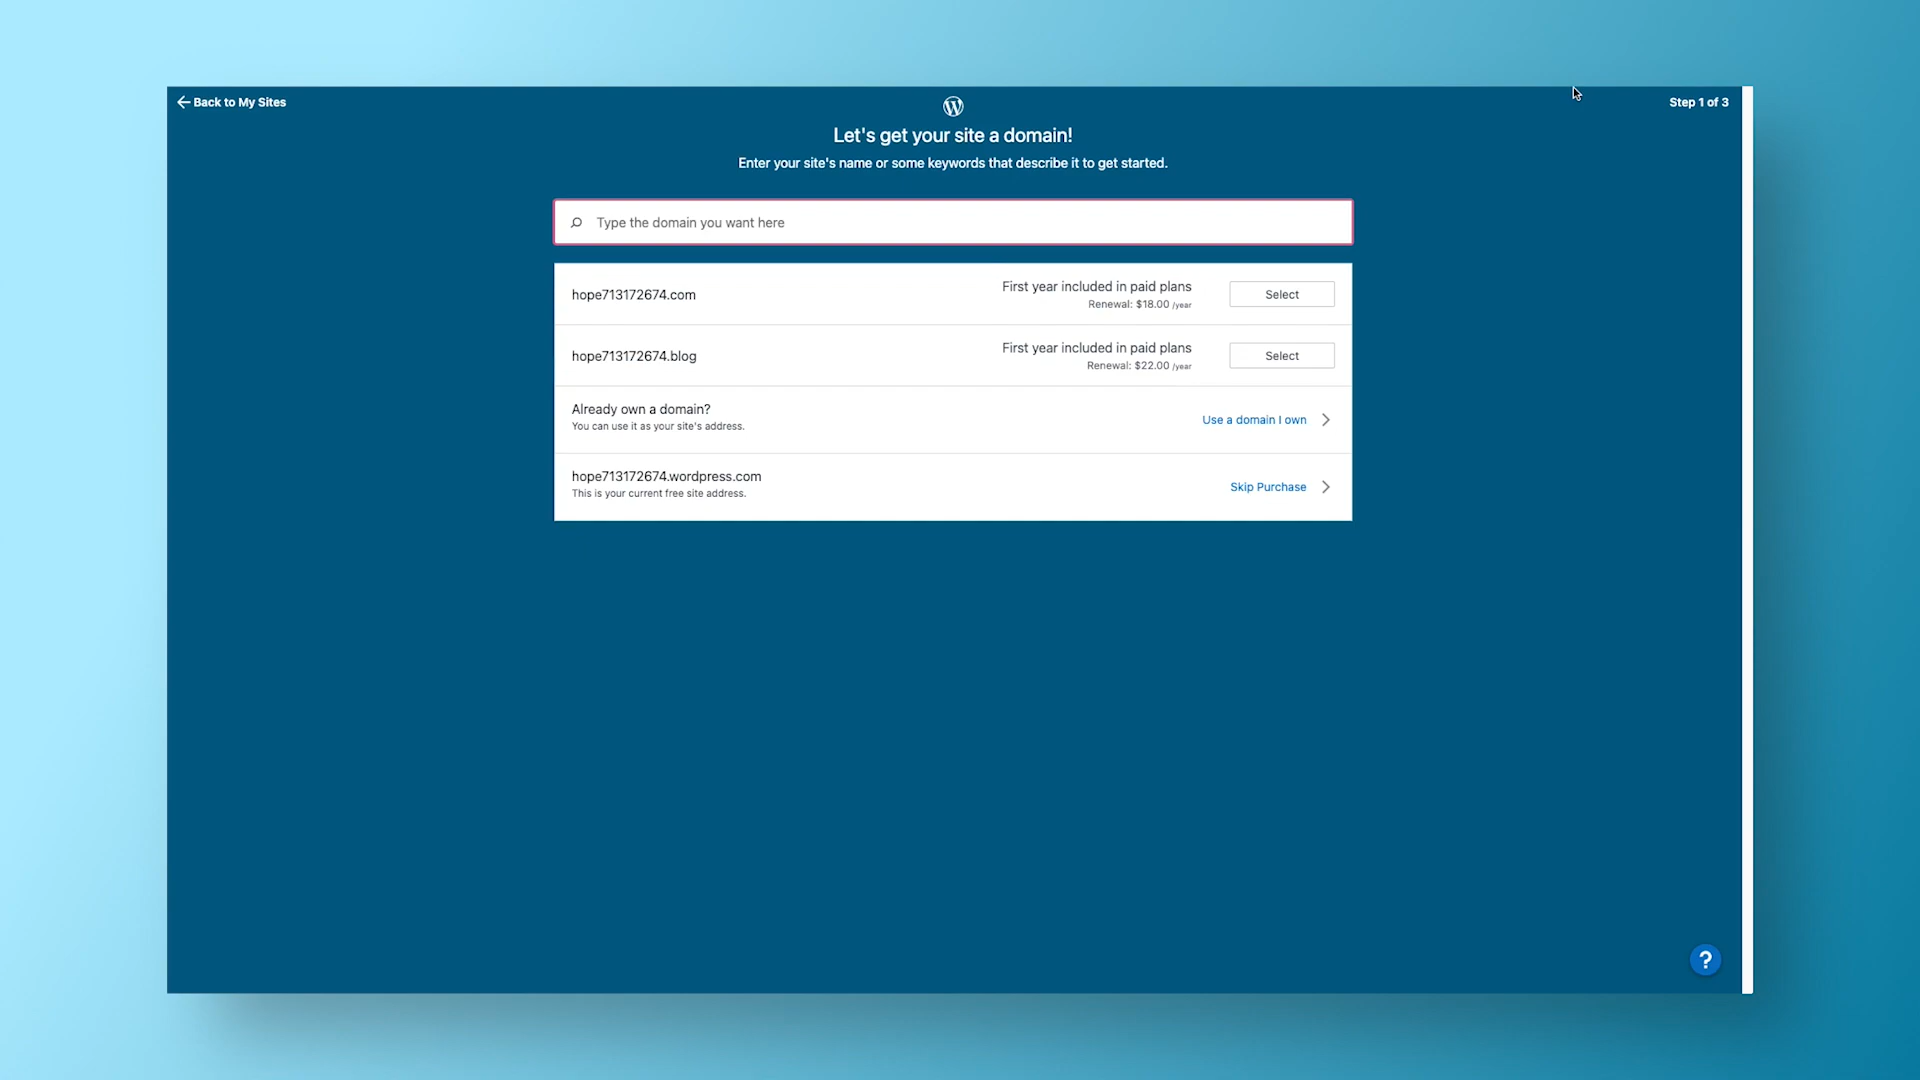 Back to My Sites
Step 1 of 3
Let's get your site a domain!
Enter your site's name or some keywords that describe it to get started.
Type the domain you want here
hope713172674.com
First year included in paid plans
Renewal: $18.00 /year
Select
hope713172674.blog
First year included in paid plans
Renewal: $22.00 /year
Select
Already own a domain?
You can use it as your site's address.
Use a domain I own
hope713172674.wordpress.com
This is your current free site address.
Skip Purchase
?